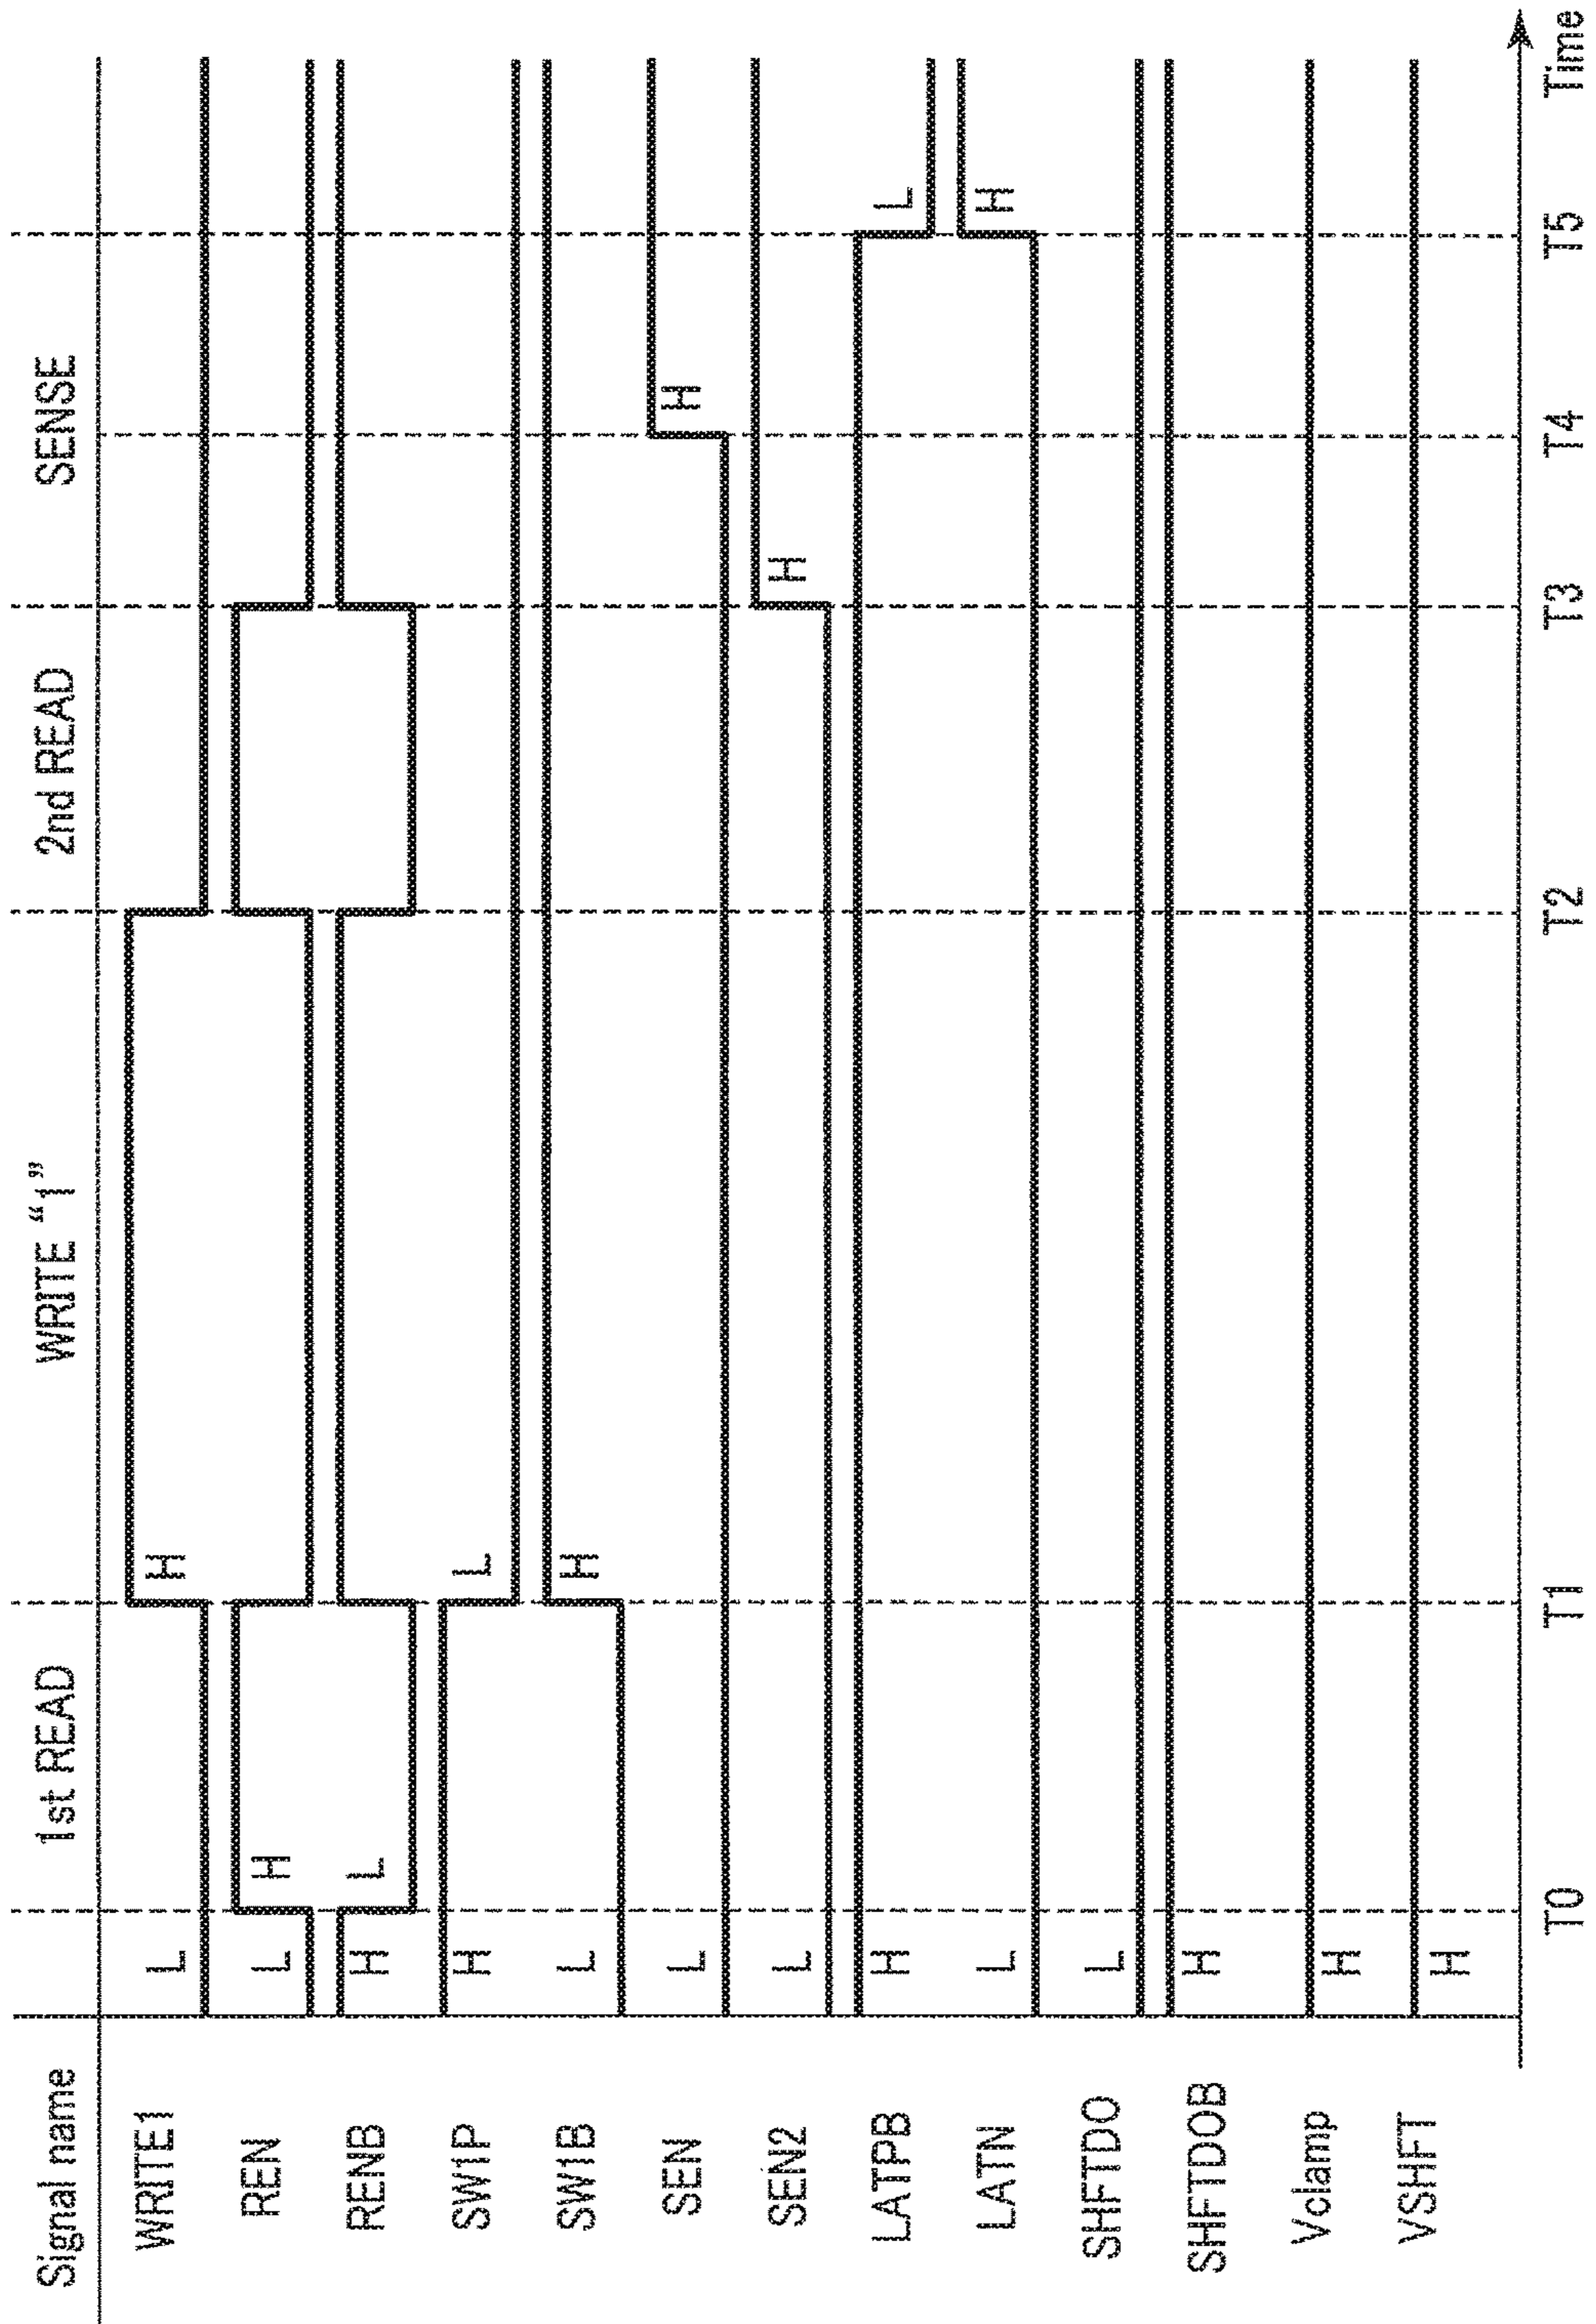 Signal name 1st READ WRITE “1” 2nd READ SENSE
WRITE1 L H
REN L H
RENB H L
SW1P H L
SW1B L H
SEN L H
SEN2 L H
LATPB H L
LATN L H
SHFTDO L
SHFTDOB H
Vclamp H
VSHFT H
T0 T1 T2 T3 T4 T5 Time